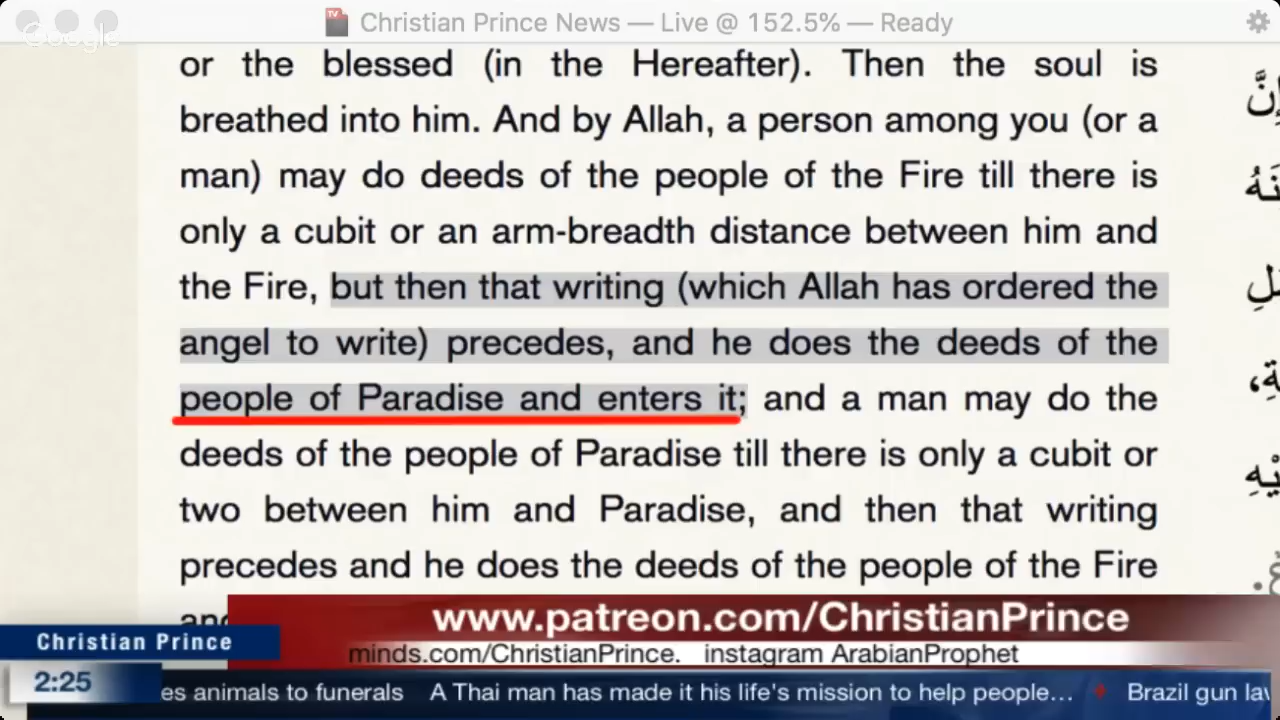 Christian Prince News — Live @ 152.5% — Ready
Google
or the blessed (in the Hereafter). Then the soul is
breathed into him. And by Allah, a person among you (or a
man) may do deeds of the people of the Fire till there is
only a cubit or an arm-breadth distance between him and
the Fire, but then that writing (which Allah has ordered the
angel to write) precedes, and he does the deeds of the
people of Paradise and enters it; and a man may do the
deeds of the people of Paradise till there is only a cubit or
two between him and Paradise, and then that writing
precedes and he does the deeds of the people of the Fire
www.patreon.com/ChristianPrince
Christian Prince
minds.com/ChristianPrince. instagram ArabianProphet
2:25
es animals to funerals A Thai man has made it his life's mission to help people... Brazil gun